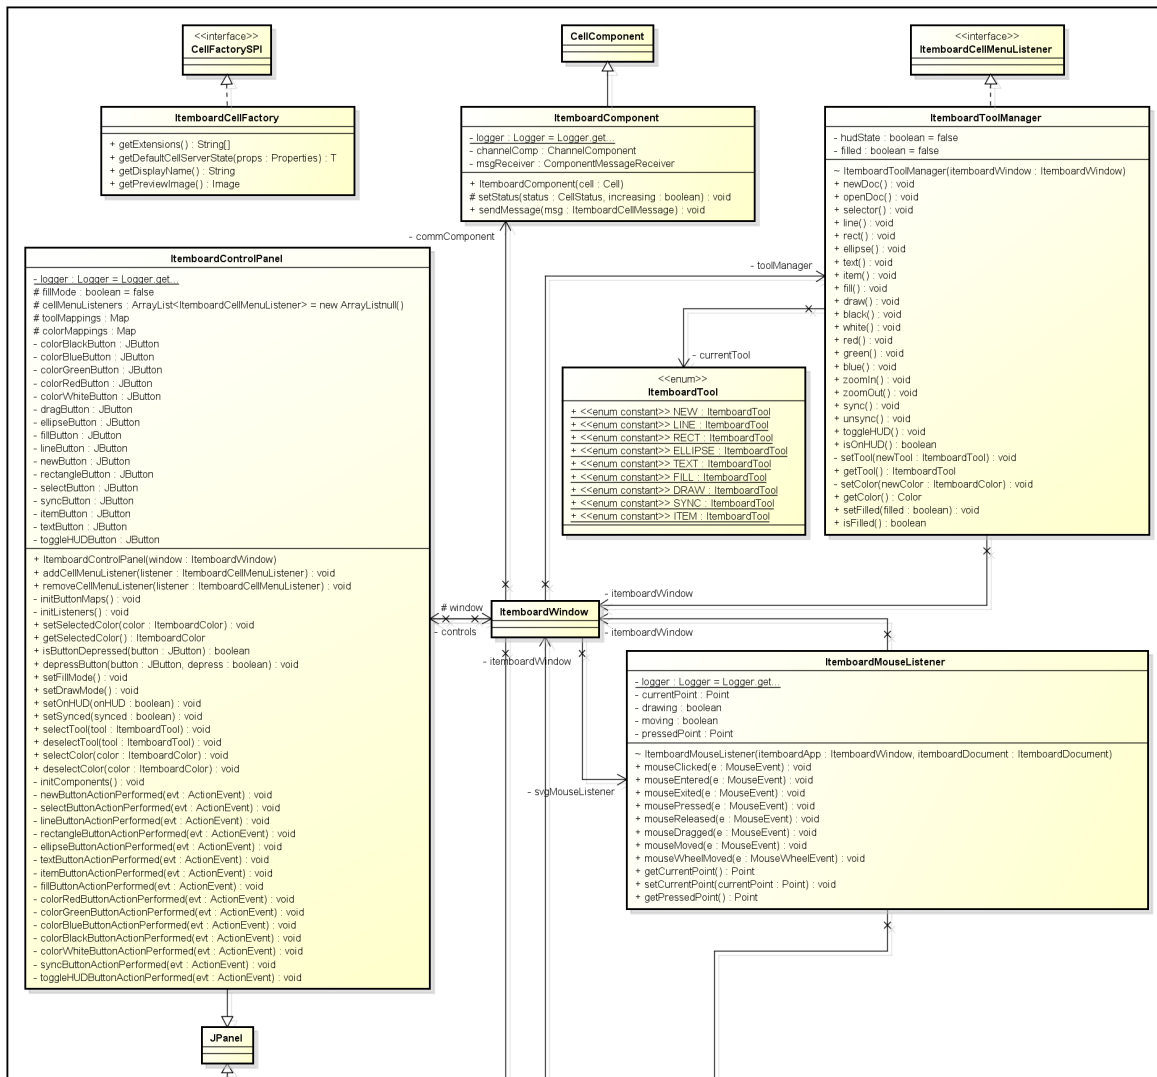 <<interface>>
CellFactorySPI
ItemboardCellFactory
+ getExtensions() : String[]
+ getDefaultCellServerState(props : Properties) : T
+ getDisplayName() : String
+ getPreviewImage() : Image
CellComponent
ItemboardComponent
- logger : Logger = Logger.get...
- channelComp : ChannelComponent
- msgReceiver : ComponentMessageReceiver
+ ItemboardComponent(cell : Cell)
# setStatus(status : CellStatus, increasing : boolean) : void
+ sendMessage(msg : ItemboardCellMessage) : void
- commComponent
<<interface>>
ItemboardCellMenuListener
ItemboardToolManager
- hudState : boolean = false
- filled : boolean = false
~ ItemboardToolManager(itemboardWindow : ItemboardWindow)
+ newDoc() : void
+ openDoc() : void
+ selector() : void
+ line() : void
+ rect() : void
+ ellipse() : void
+ text() : void
+ item() : void
+ fill() : void
+ draw() : void
+ black() : void
+ white() : void
+ red() : void
+ green() : void
+ blue() : void
+ zoomIn() : void
+ zoomOut() : void
+ sync() : void
+ unsync() : void
+ toggleHUD() : void
+ isOnHUD() : boolean
- setTool(newTool : ItemboardTool) : void
+ getTool() : ItemboardTool
- setColor(newColor : ItemboardColor) : void
+ getColor() : Color
+ setFilled(filled : boolean) : void
+ isFilled() : boolean
- toolManager
- currentTool
<<enum>>
ItemboardTool
+ <<enum constant>> NEW : ItemboardTool
+ <<enum constant>> LINE : ItemboardTool
+ <<enum constant>> RECT : ItemboardTool
+ <<enum constant>> ELLIPSE : ItemboardTool
+ <<enum constant>> TEXT : ItemboardTool
+ <<enum constant>> FILL : ItemboardTool
+ <<enum constant>> DRAW : ItemboardTool
+ <<enum constant>> SYNC : ItemboardTool
+ <<enum constant>> ITEM : ItemboardTool
ItemboardControlPanel
- logger : Logger = Logger.get...
# fillMode : boolean = false
# cellMenuListeners : ArrayList<ItemboardCellMenuListener> = new ArrayListnull()
# toolMappings : Map
# colorMappings : Map
- colorBlackButton : JButton
- colorBlueButton : JButton
- colorGreenButton : JButton
- colorRedButton : JButton
- colorWhiteButton : JButton
- dragButton : JButton
- ellipseButton : JButton
- fillButton : JButton
- lineButton : JButton
- newButton : JButton
- rectangleButton : JButton
- selectButton : JButton
- syncButton : JButton
- itemButton : JButton
- textButton : JButton
- toggleHUDButton : JButton
+ ItemboardControlPanel(window : ItemboardWindow)
+ addCellMenuListener(listener : ItemboardCellMenuListener) : void
+ removeCellMenuListener(listener : ItemboardCellMenuListener) : void
- initButtonMaps() : void
- initListeners() : void
+ setSelectedColor(color : ItemboardColor) : void
+ getSelectedColor() : ItemboardColor
+ isButtonDepressed(button : JButton) : boolean
+ depressButton(button : JButton, depress : boolean) : void
+ setFillMode() : void
+ setDrawMode() : void
+ setOnHUD(onHUD : boolean) : void
+ setSynced(synced : boolean) : void
+ selectTool(tool : ItemboardTool) : void
+ deselectTool(tool : ItemboardTool) : void
+ selectColor(color : ItemboardColor) : void
+ deselectColor(color : ItemboardColor) : void
- initComponents() : void
- newButtonActionPerformed(evt : ActionEvent) : void
- selectButtonActionPerformed(evt : ActionEvent) : void
- lineButtonActionPerformed(evt : ActionEvent) : void
- rectangleButtonActionPerformed(evt : ActionEvent) : void
- ellipseButtonActionPerformed(evt : ActionEvent) : void
- textButtonActionPerformed(evt : ActionEvent) : void
- itemButtonActionPerformed(evt : ActionEvent) : void
- fillButtonActionPerformed(evt : ActionEvent) : void
- colorRedButtonActionPerformed(evt : ActionEvent) : void
- colorGreenButtonActionPerformed(evt : ActionEvent) : void
- colorBlueButtonActionPerformed(evt : ActionEvent) : void
- colorBlackButtonActionPerformed(evt : ActionEvent) : void
- colorWhiteButtonActionPerformed(evt : ActionEvent) : void
- syncButtonActionPerformed(evt : ActionEvent) : void
- toggleHUDButtonActionPerformed(evt : ActionEvent) : void
JPanel
# window
- controls
ItemboardWindow
- itemboardWindow
- itemboardWindow
- itemboardWindow
- svgMouseListener
ItemboardMouseListener
- logger : Logger = Logger.get...
- currentPoint : Point
- drawing : boolean
- moving : boolean
- pressedPoint : Point
~ ItemboardMouseListener(itemboardApp : ItemboardWindow, itemboardDocument : ItemboardDocument)
+ mouseClicked(e : MouseEvent) : void
+ mouseEntered(e : MouseEvent) : void
+ mouseExited(e : MouseEvent) : void
+ mousePressed(e : MouseEvent) : void
+ mouseReleased(e : MouseEvent) : void
+ mouseDragged(e : MouseEvent) : void
+ mouseMoved(e : MouseEvent) : void
+ mouseWheelMoved(e : MouseWheelEvent) : void
+ getCurrentPoint() : Point
+ setCurrentPoint(currentPoint : Point) : void
+ getPressedPoint() : Point